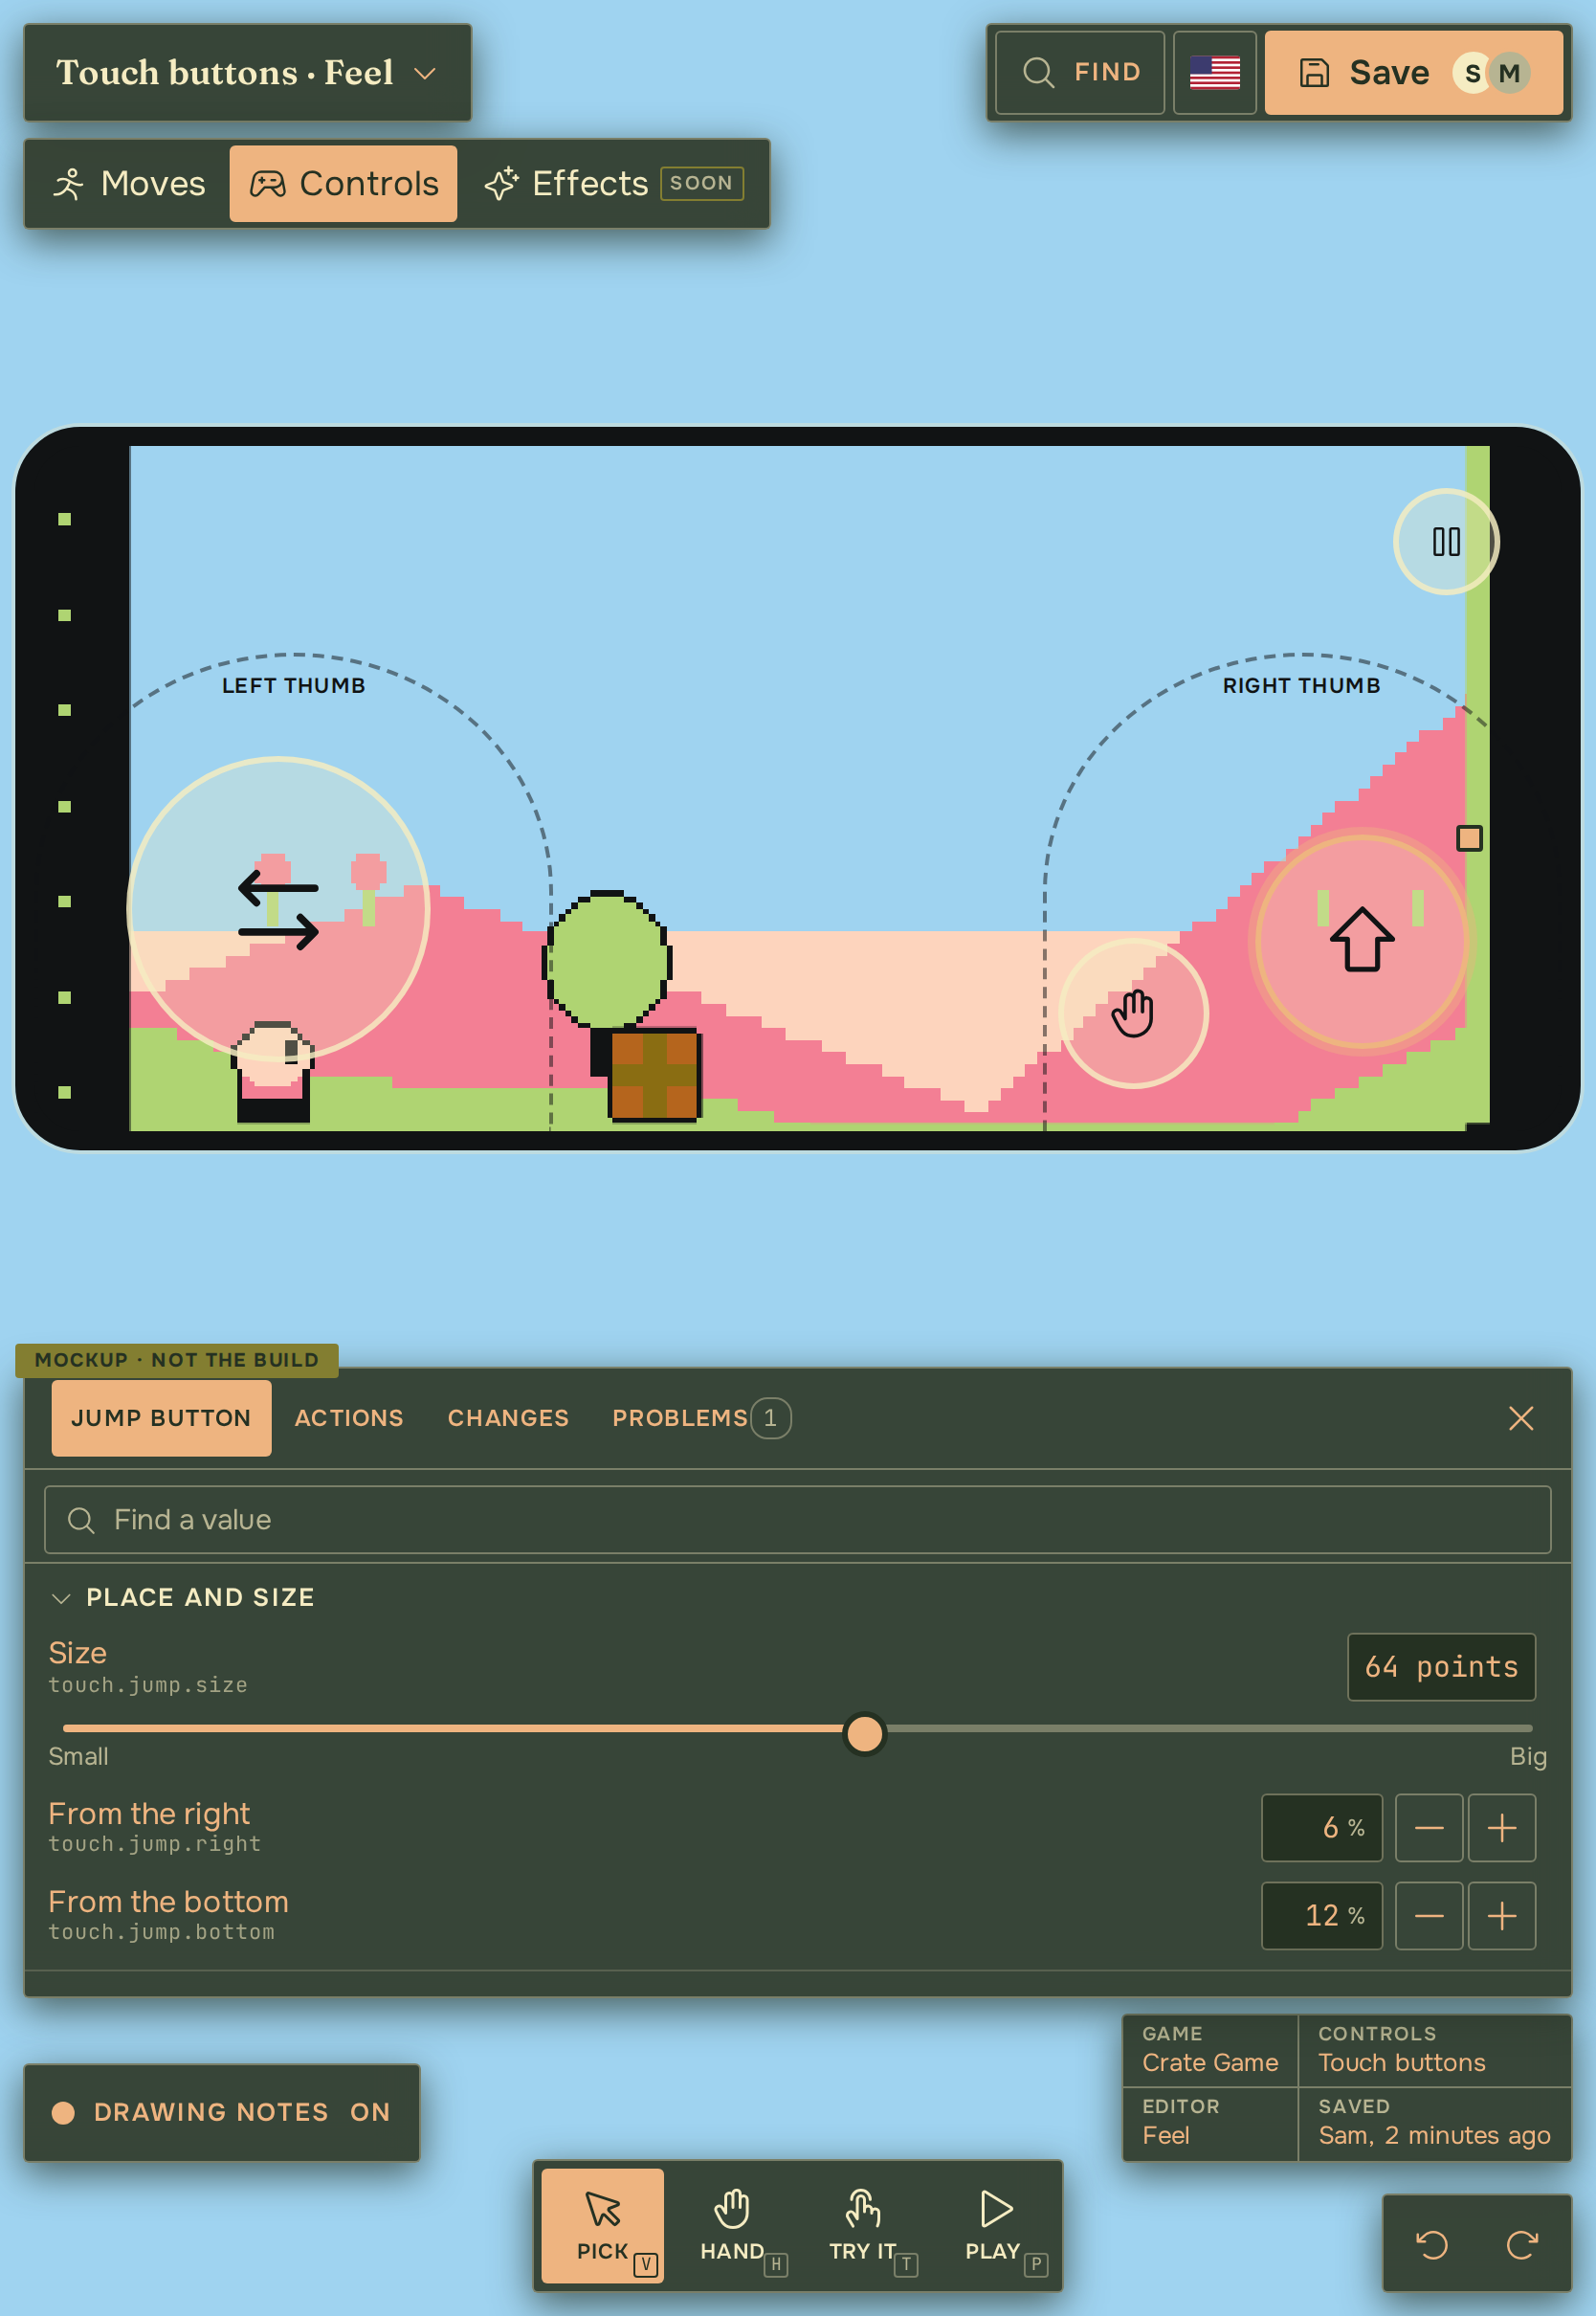 Touch buttons · Feel
FIND
Save
S
M
Moves
Controls
Effects
SOON
LEFT THUMB
RIGHT THUMB
MOCKUP · NOT THE BUILD
JUMP BUTTON
ACTIONS
CHANGES
PROBLEMS 1
Find a value
PLACE AND SIZE
Size
touch.jump.size
64 points
Small
Big
From the right
touch.jump.right
6 %
From the bottom
touch.jump.bottom
12 %
GAME
Crate Game
CONTROLS
Touch buttons
EDITOR
Feel
SAVED
Sam, 2 minutes ago
DRAWING NOTES ON
PICK V
HAND H
TRY IT T
PLAY P